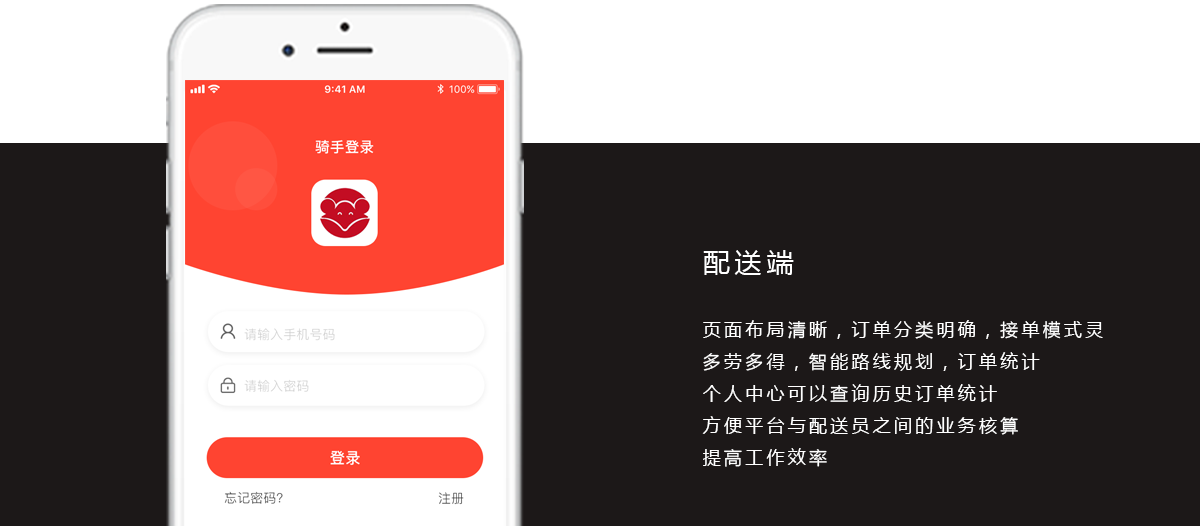 9:41 AM
100%
骑手登录
请输入手机号码
请输入密码
登录
忘记密码?
注册
配送端
页面布局清晰，订单分类明确，接单模式灵
多劳多得，智能路线规划，订单统计
个人中心可以查询历史订单统计
方便平台与配送员之间的业务核算
提高工作效率